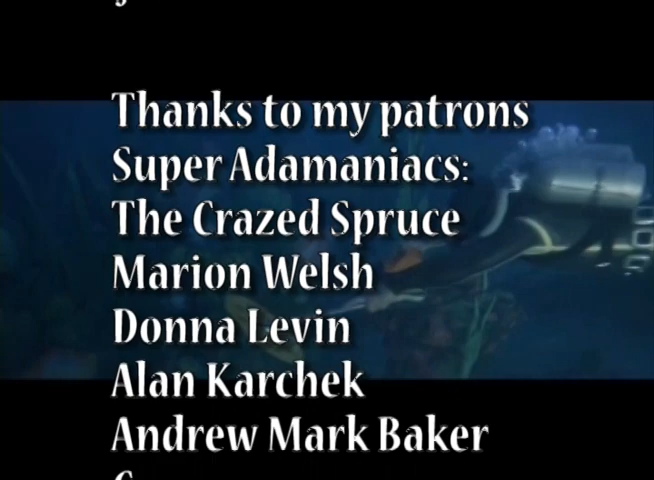 Thanks to my patrons
Super Adamaniacs:
The Crazed Spruce
Marion Welsh
Donna Levin
Alan Karchek
Andrew Mark Baker